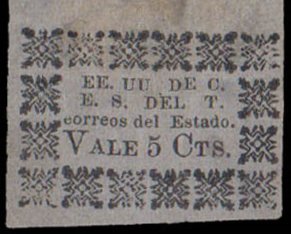 EE. UU DE C.
E. S. DEL T.
correos del Estado.
VALE 5 CTS.